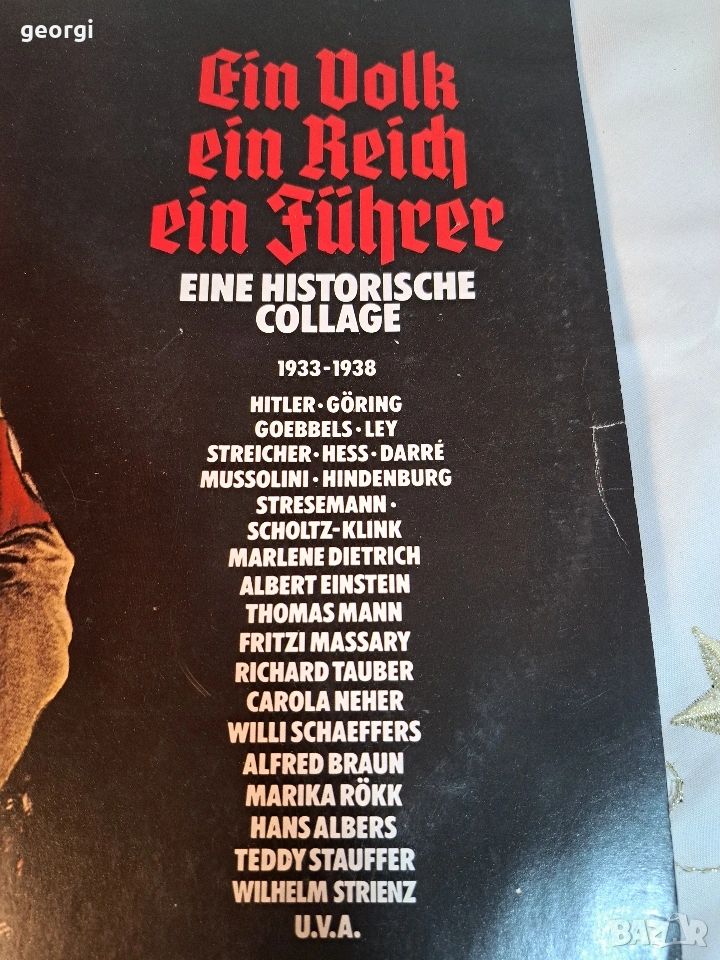 georgi
Ein Volk
ein Reich
ein Führer
EINE HISTORISCHE
COLLAGE
1933-1938
HITLER · GÖRING
GOEBBELS · LEY
STREICHER · HESS · DARRÉ
MUSSOLINI · HINDENBURG
STRESEMANN ·
SCHOLTZ-KLINK
MARLENE DIETRICH
ALBERT EINSTEIN
THOMAS MANN
FRITZI MASSARY
RICHARD TAUBER
CAROLA NEHER
WILLI SCHAEFFERS
ALFRED BRAUN
MARIKA RÖKK
HANS ALBERS
TEDDY STAUFFER
WILHELM STRIENZ
U.V.A.
BAZAR